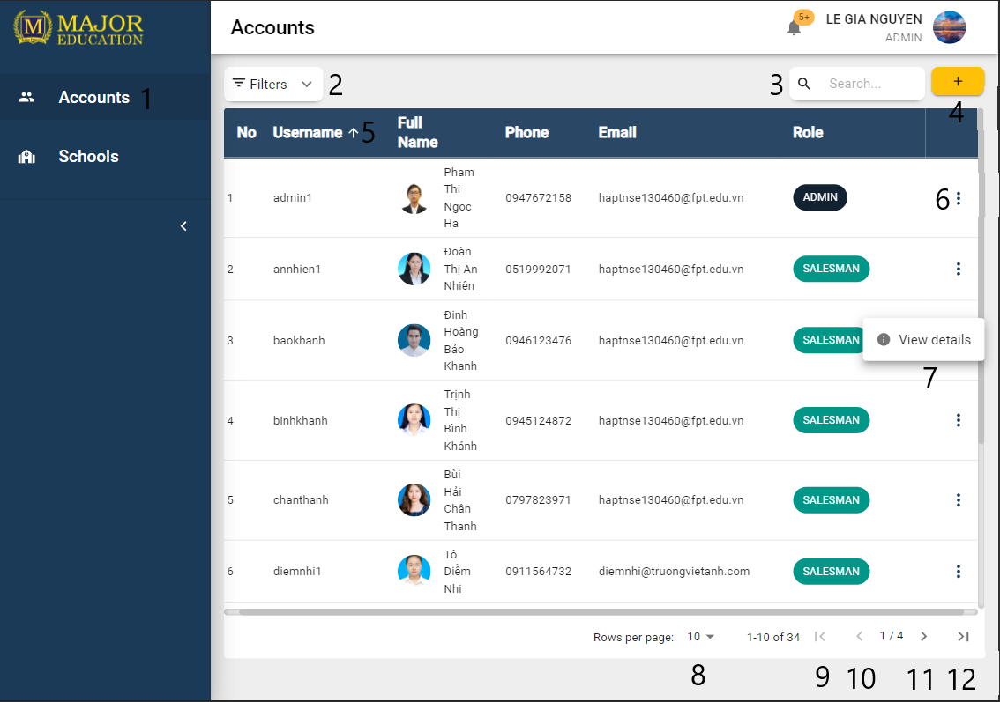 MAJOR
EDUCATION
Accounts
5+
LE GIA NGUYEN
ADMIN
Accounts 1
Schools
Filters 2
3 Search... +
4
No Username 5 Full Name Phone Email Role
1 admin1 Pham Thi Ngoc Ha 0947672158 haptnse130460@fpt.edu.vn ADMIN 6
2 annhien1 Đoàn Thị An Nhiên 0519992071 haptnse130460@fpt.edu.vn SALESMAN
3 baokhanh Đinh Hoàng Bảo Khanh 0946123476 haptnse130460@fpt.edu.vn SALESMAN View details
7
4 binhkhanh Trịnh Thị Bình Khánh 0945124872 haptnse130460@fpt.edu.vn SALESMAN
5 chanthanh Bùi Hải Chân Thanh 0797823971 haptnse130460@fpt.edu.vn SALESMAN
6 diemnhi1 Tô Diễm Nhi 0911564732 diemnhi@truongvietanh.com SALESMAN
Rows per page: 10 1-10 of 34 1 / 4
8 9 10 11 12